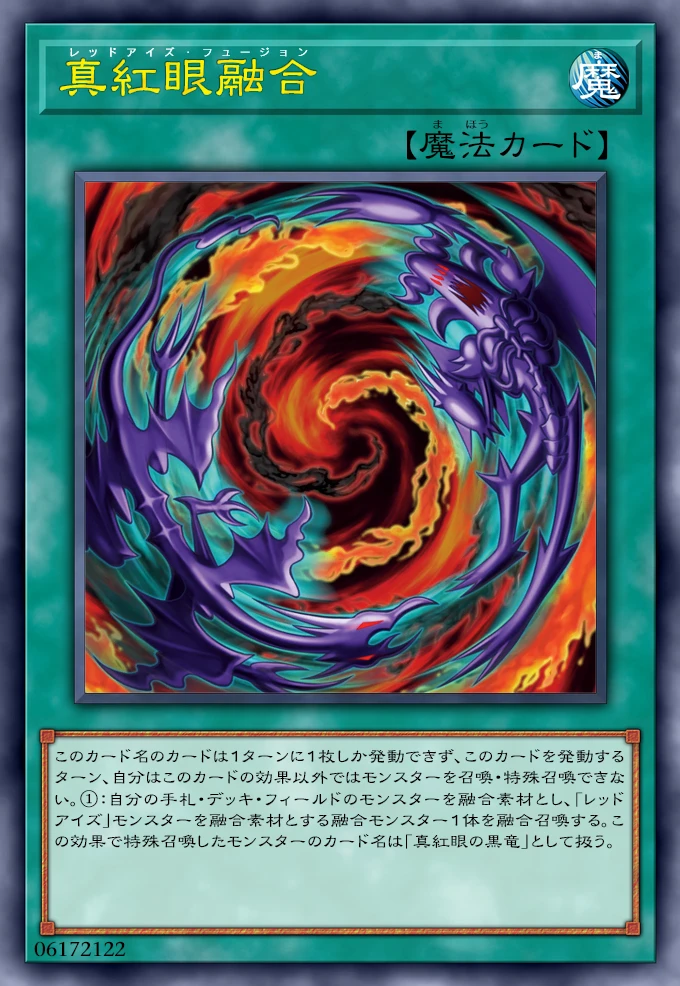 レッドアイズ・フュージョン
真紅眼融合
ま
魔
ま ほう
【魔法カード】
このカード名のカードは1ターンに1枚しか発動できず、このカードを発動する
ターン、自分はこのカードの効果以外ではモンスターを召喚・特殊召喚できな
い。①:自分の手札・デッキ・フィールドのモンスターを融合素材とし、「レッド
アイズ」モンスターを融合素材とする融合モンスター1体を融合召喚する。こ
の効果で特殊召喚したモンスターのカード名は「真紅眼の黒竜」として扱う。
06172122